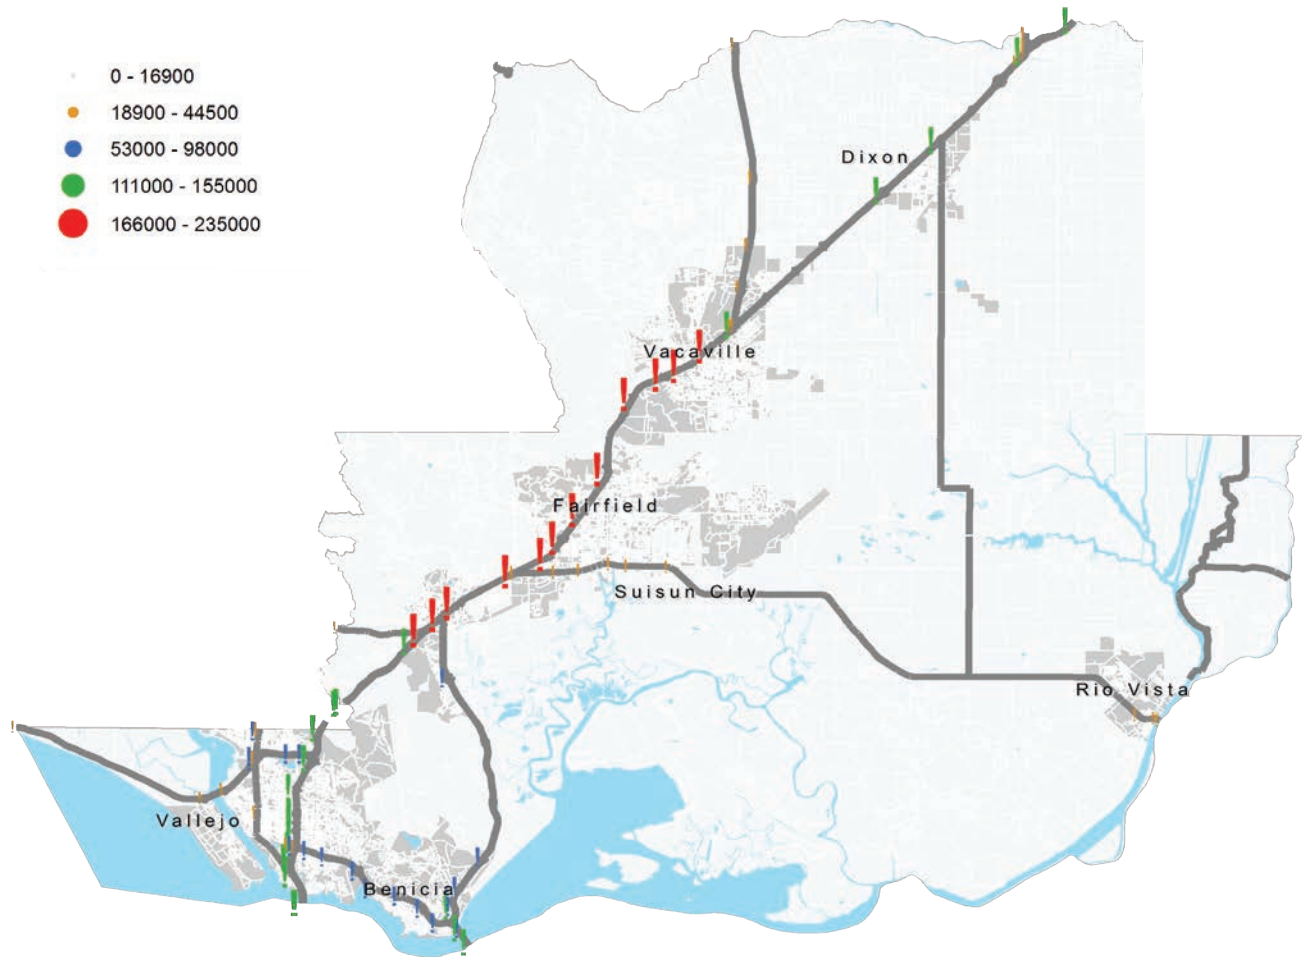 0 - 16900
18900 - 44500
53000 - 98000
111000 - 155000
166000 - 235000
Dixon
Vacaville
Fairfield
Suisun City
Rio Vista
Vallejo
Benicia